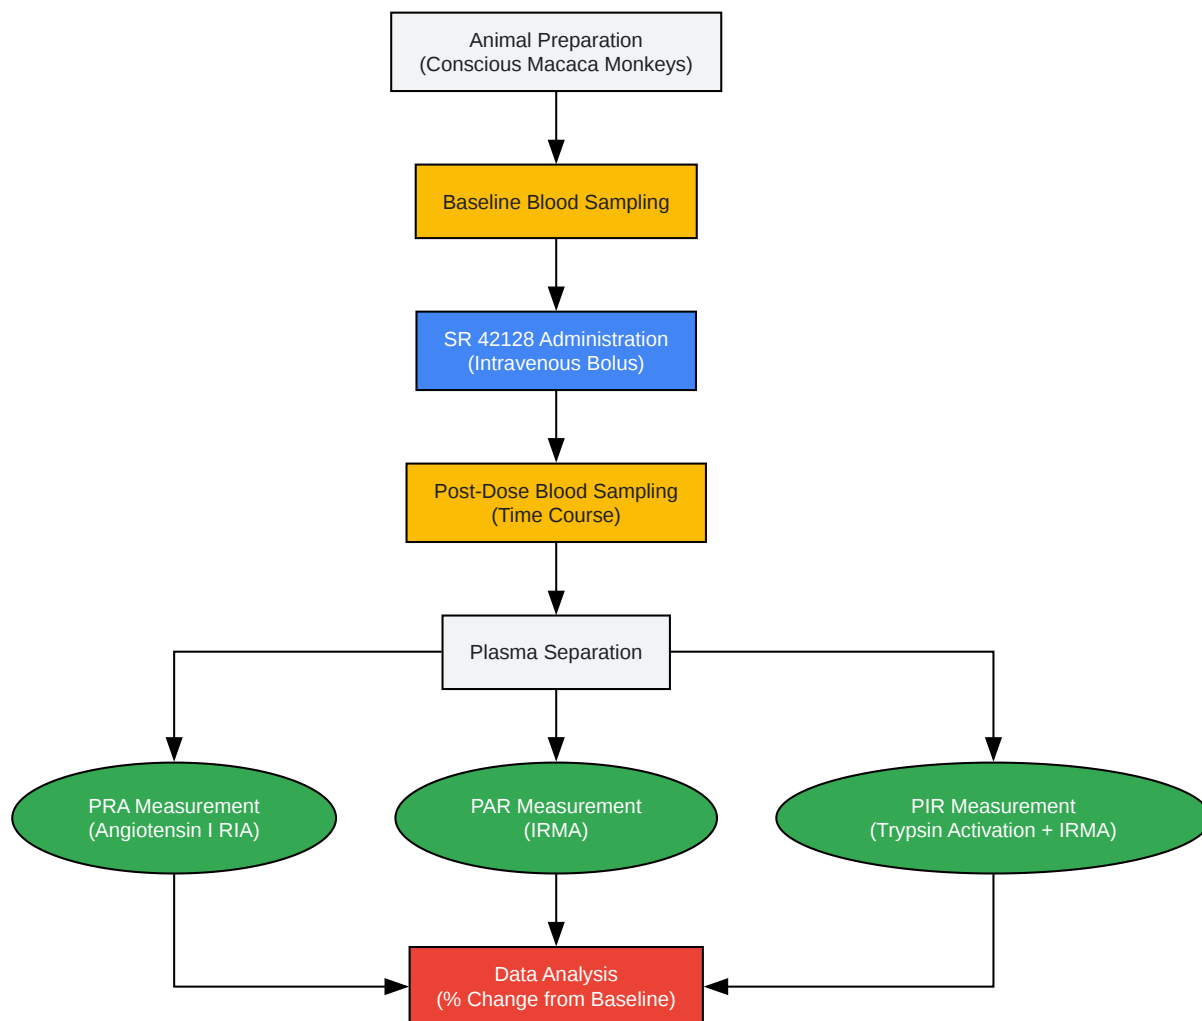 Animal Preparation
(Conscious Macaca Monkeys)
Baseline Blood Sampling
SR 42128 Administration
(Intravenous Bolus)
Post-Dose Blood Sampling
(Time Course)
Plasma Separation
PRA Measurement
(Angiotensin I RIA)
PAR Measurement
(IRMA)
PIR Measurement
(Trypsin Activation + IRMA)
Data Analysis
(% Change from Baseline)